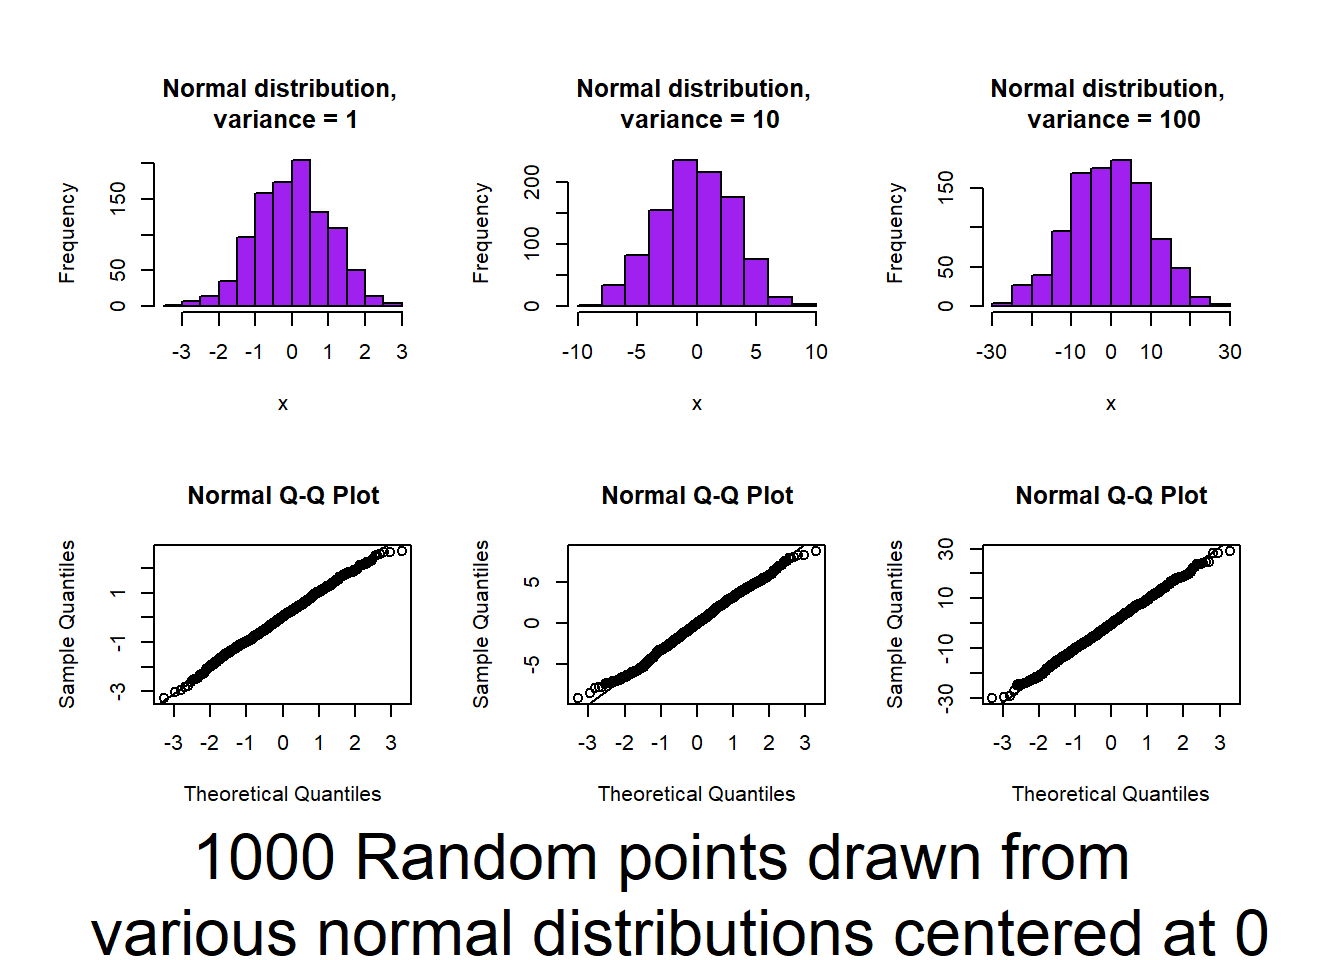 Normal distribution,
variance = 1
Frequency
0
50
150
-3 -2 -1 0 1 2 3
x
Normal distribution,
variance = 10
Frequency
0
100
200
-10 -5 0 5 10
x
Normal distribution,
variance = 100
Frequency
0
50
150
-30 -10 0 10 30
x
Normal Q-Q Plot
Sample Quantiles
-3
-1
1
-3 -2 -1 0 1 2 3
Theoretical Quantiles
Normal Q-Q Plot
Sample Quantiles
-5
0
5
-3 -2 -1 0 1 2 3
Theoretical Quantiles
Normal Q-Q Plot
Sample Quantiles
-30
-10
10
30
-3 -2 -1 0 1 2 3
Theoretical Quantiles
1000 Random points drawn from
various normal distributions centered at 0